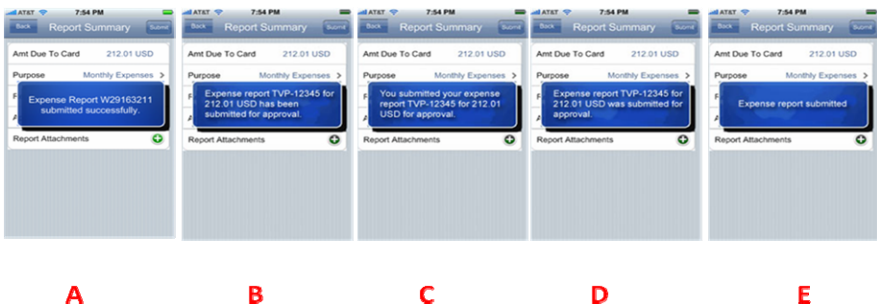 AT&T 7:54 PM
Back Report Summary Submit
Amt Due To Card 212.01 USD
Purpose Monthly Expenses >
Expense Report W29163211
submitted successfully.
Report Attachments
A
AT&T 7:54 PM
Back Report Summary Submit
Amt Due To Card 212.01 USD
Purpose Monthly Expenses >
Expense report TVP-12345 for
212.01 USD has been
submitted for approval.
Report Attachments
B
AT&T 7:54 PM
Back Report Summary Submit
Amt Due To Card 212.01 USD
Purpose Monthly Expenses >
You submitted your expense
report TVP-12345 for 212.01
USD for approval.
Report Attachments
C
AT&T 7:54 PM
Back Report Summary Submit
Amt Due To Card 212.01 USD
Purpose Monthly Expenses >
Expense report TVP-12345 for
212.01 USD was submitted for
approval.
Report Attachments
D
AT&T 7:54 PM
Back Report Summary Submit
Amt Due To Card 212.01 USD
Purpose Monthly Expenses >
Expense report submitted
Report Attachments
E